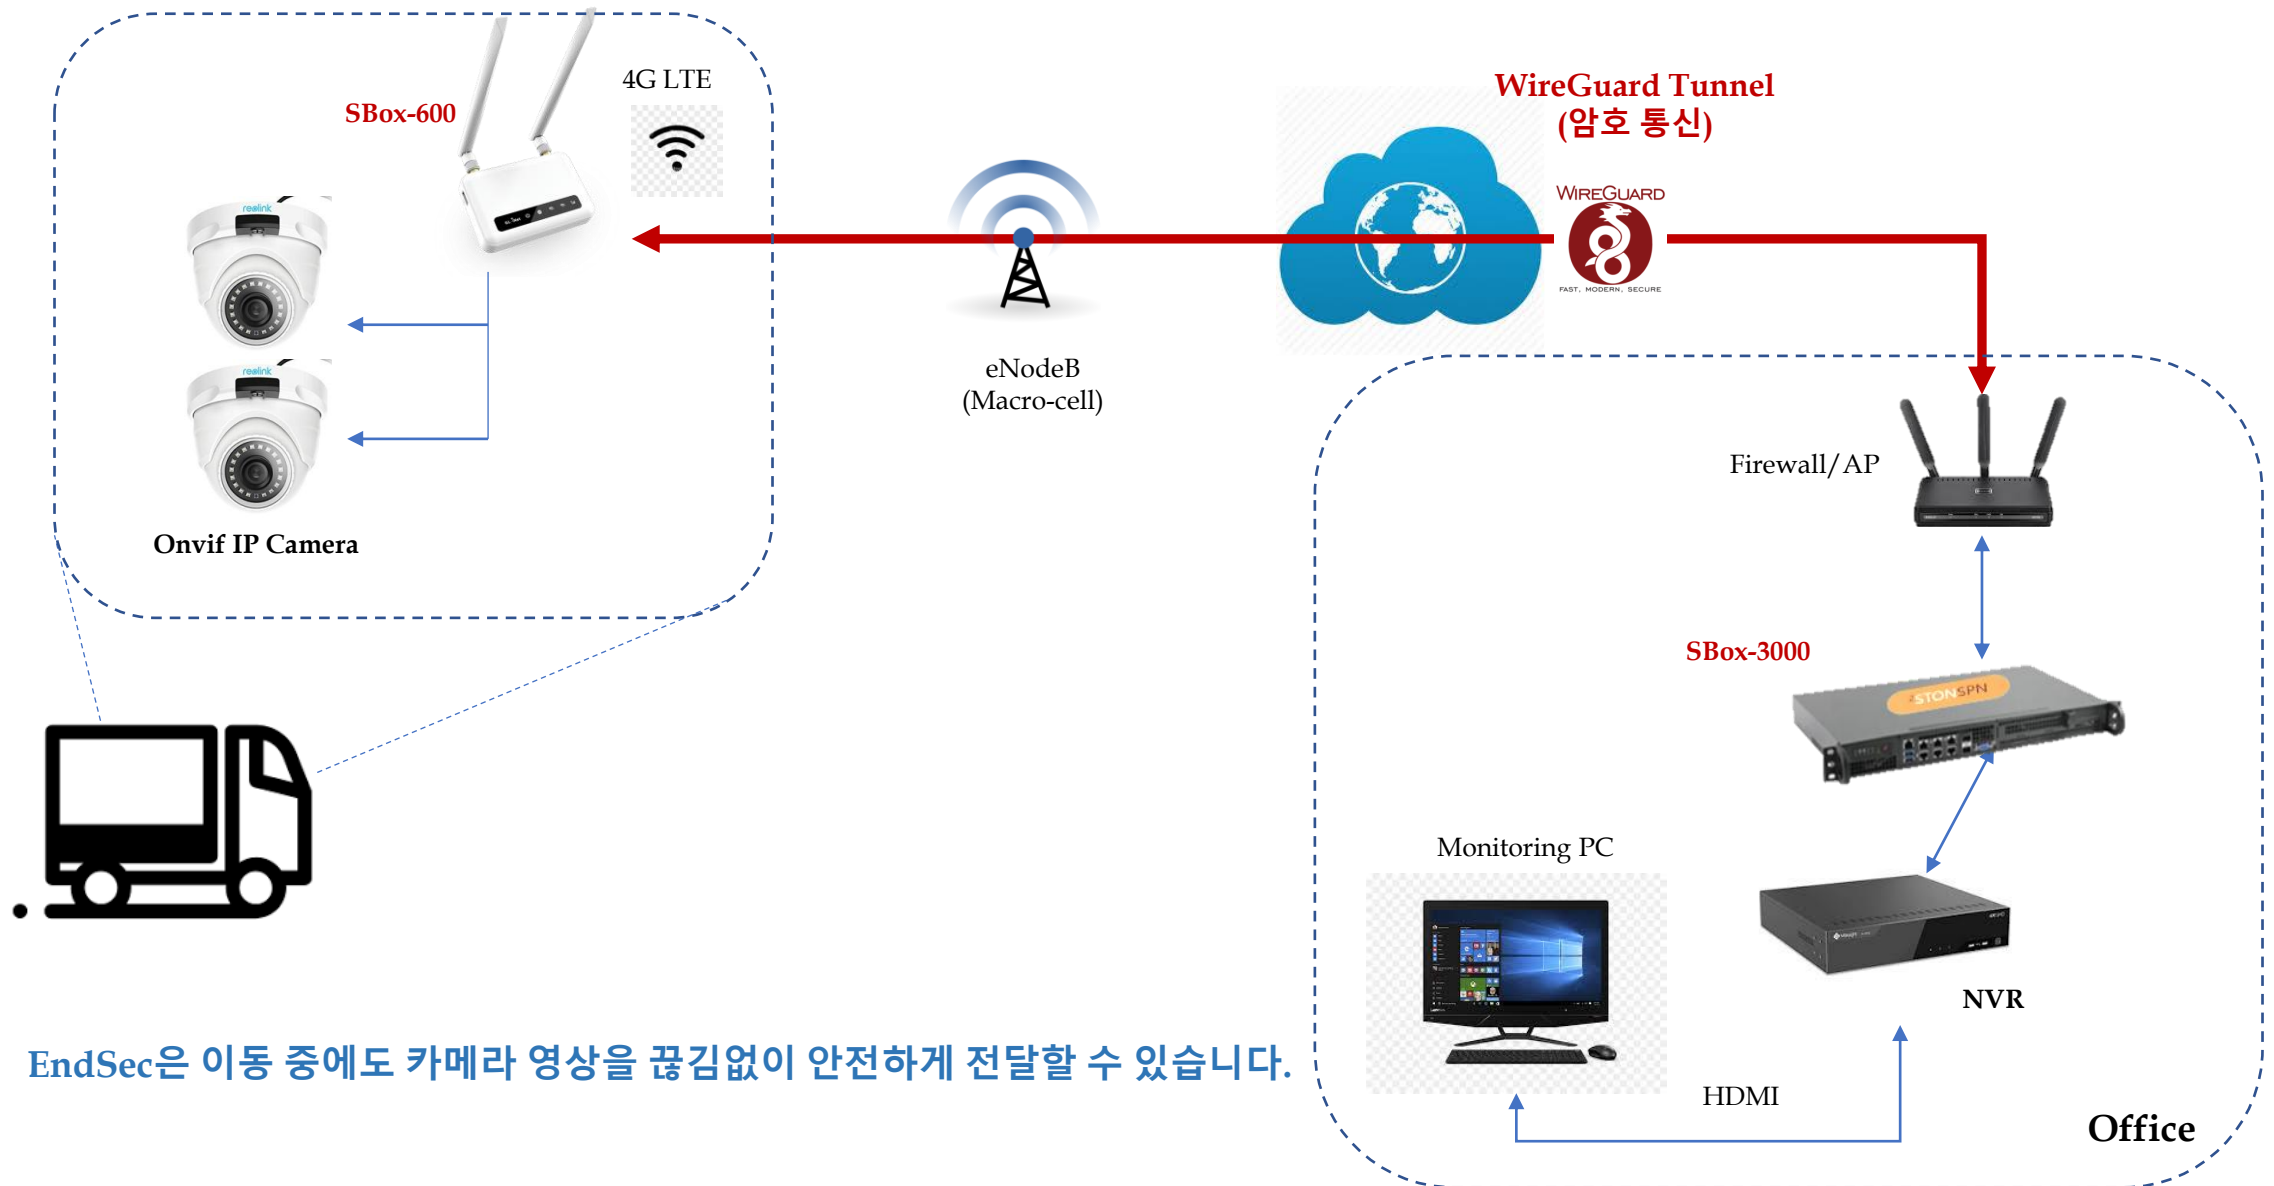 4G LTE
SBox-600
WireGuard Tunnel
(암호 통신)
WIREGUARD
FAST, MODERN, SECURE
reolink
reolink
eNodeB
(Macro-cell)
Onvif IP Camera
Firewall/AP
SBox-3000
STONSPN
Monitoring PC
NVR
HDMI
Office
EndSec은 이동 중에도 카메라 영상을 끊김없이 안전하게 전달할 수 있습니다.